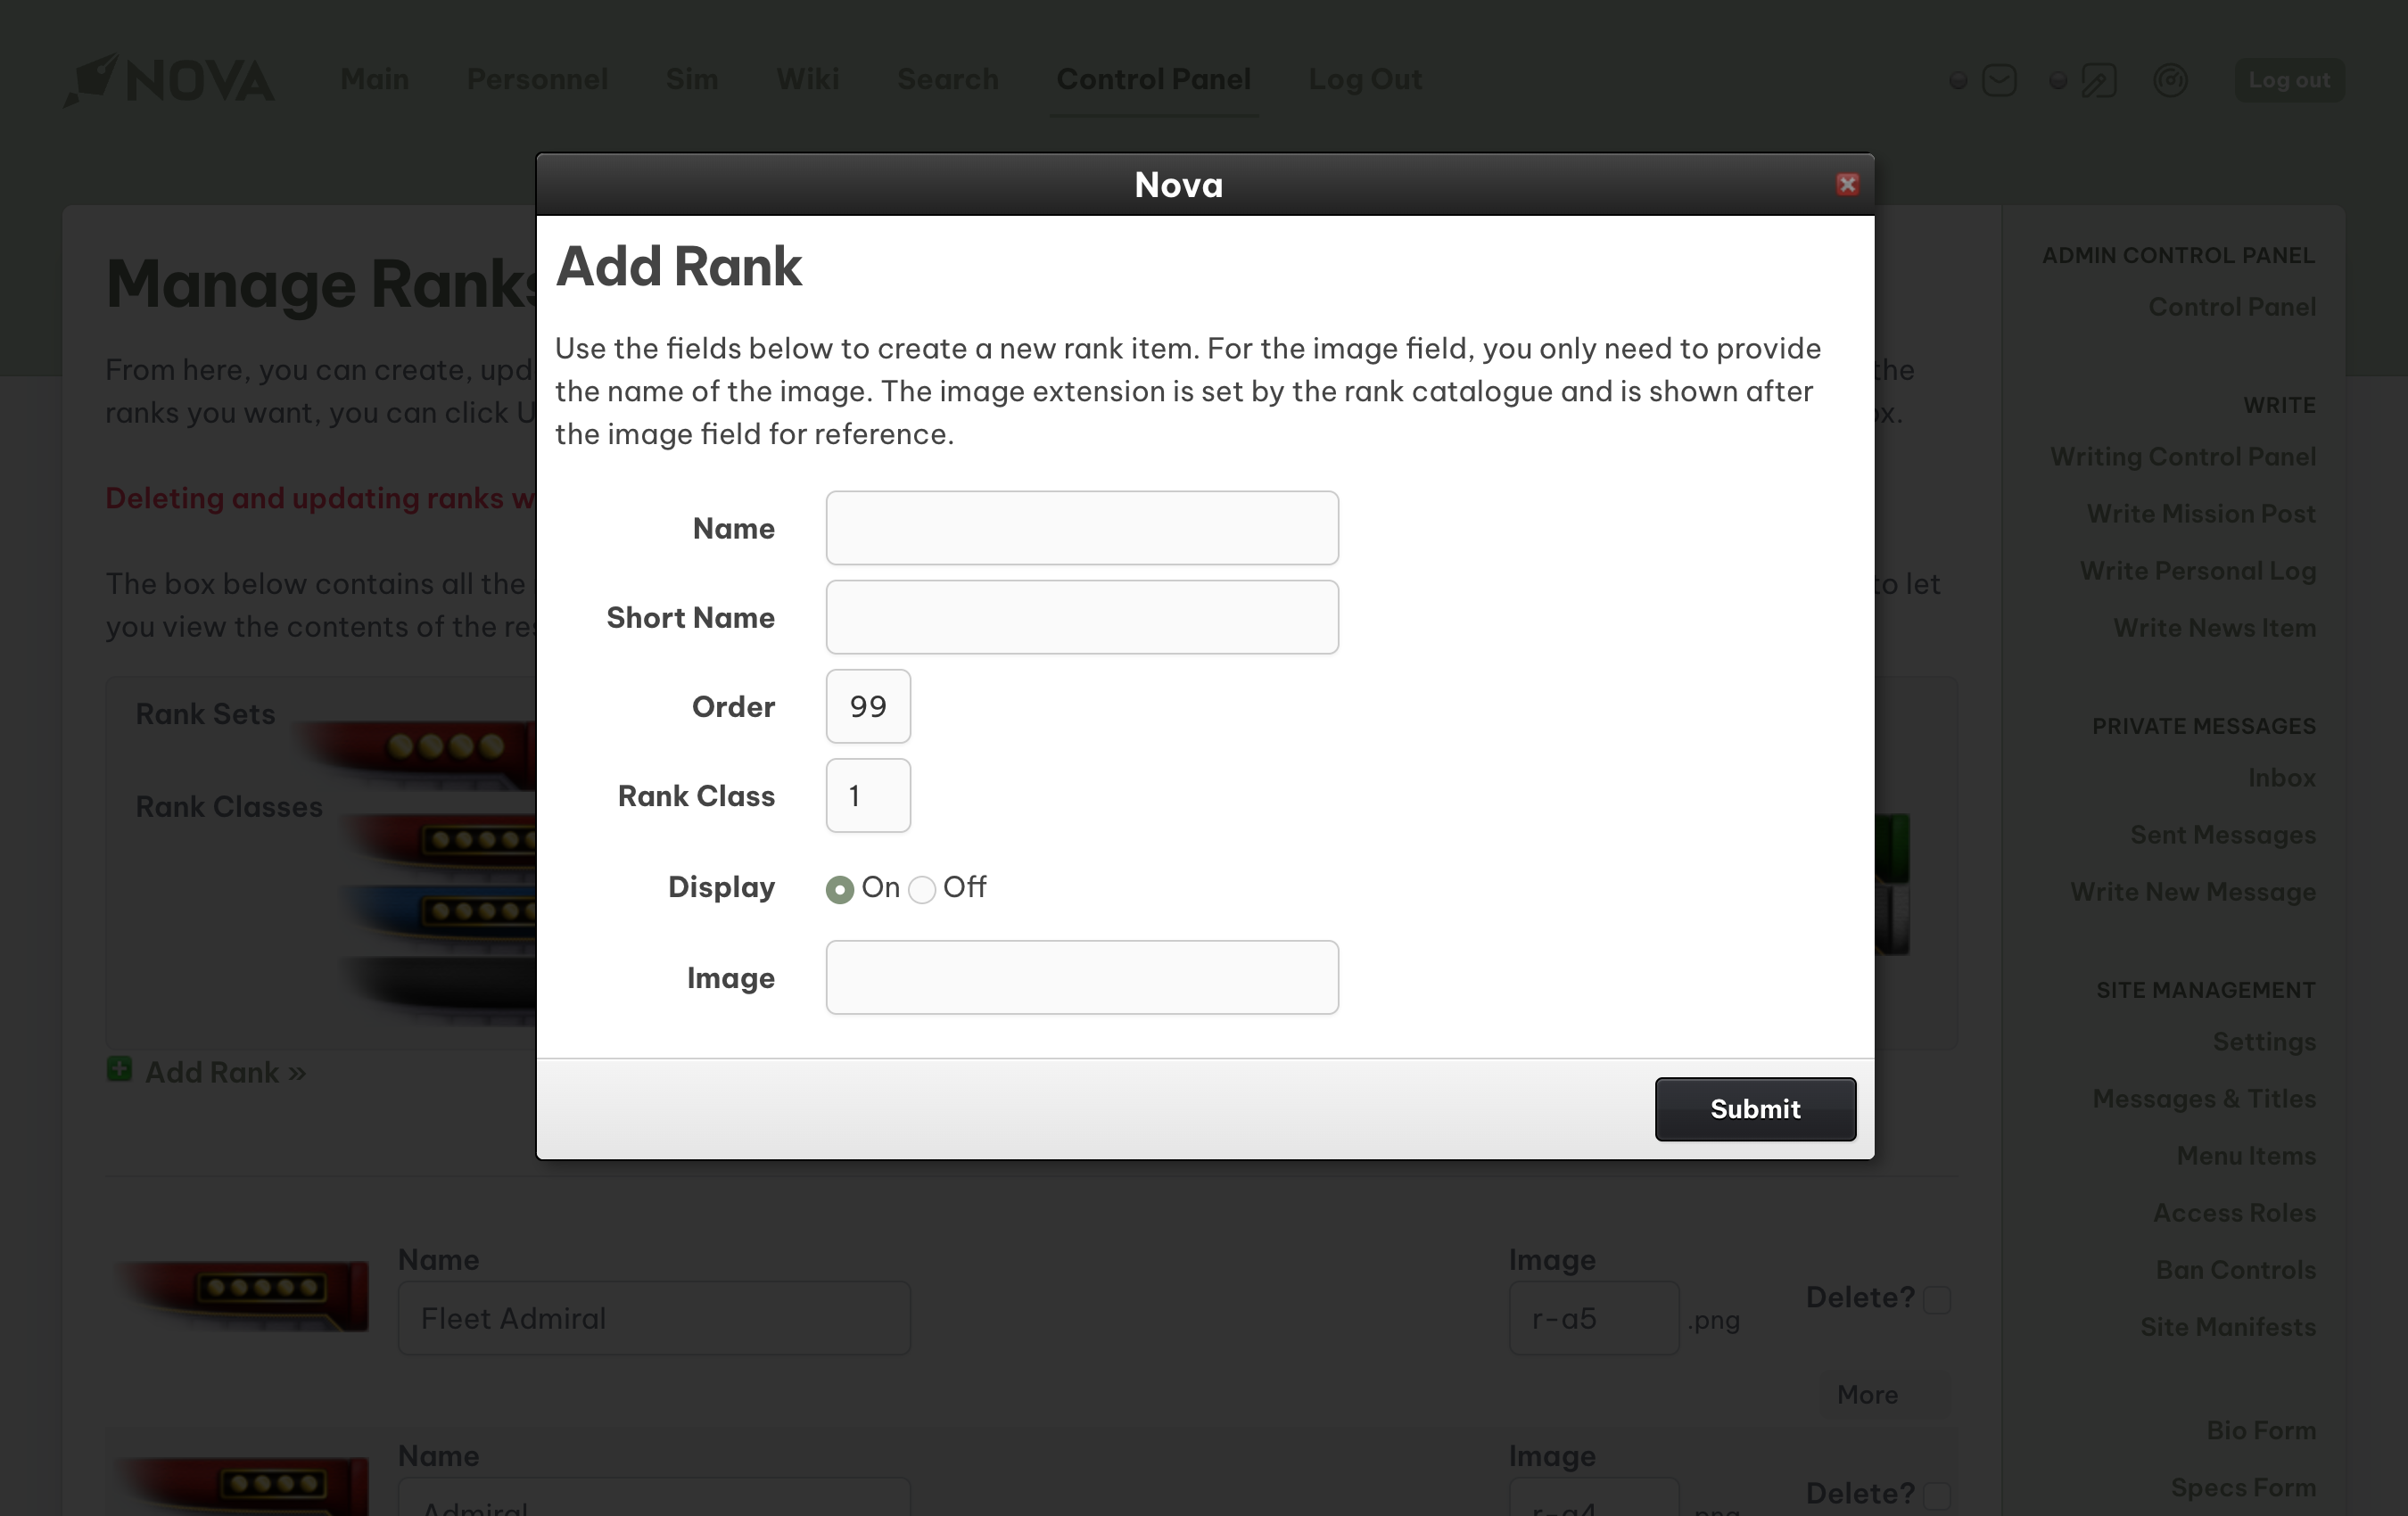 NOVA
Main
Personnel
Sim
Wiki
Search
Control Panel
Log Out
Log out
Nova
Add Rank
Use the fields below to create a new rank item. For the image field, you only need to provide
the name of the image. The image extension is set by the rank catalogue and is shown after
the image field for reference.
Name
Short Name
Order
99
Rank Class
1
Display
On
Off
Image
Submit
Manage Ranks
From here, you can create, upd
the
ranks you want, you can click U
ox.
Deleting and updating ranks w
The box below contains all the
to let
you view the contents of the res
Rank Sets
Rank Classes
Add Rank »
Name
Fleet Admiral
Image
r-a5
.png
Delete?
More
Name
Admiral
Image
r-a4
.png
Delete?
ADMIN CONTROL PANEL
Control Panel
WRITE
Writing Control Panel
Write Mission Post
Write Personal Log
Write News Item
PRIVATE MESSAGES
Inbox
Sent Messages
Write New Message
SITE MANAGEMENT
Settings
Messages & Titles
Menu Items
Access Roles
Ban Controls
Site Manifests
Bio Form
Specs Form